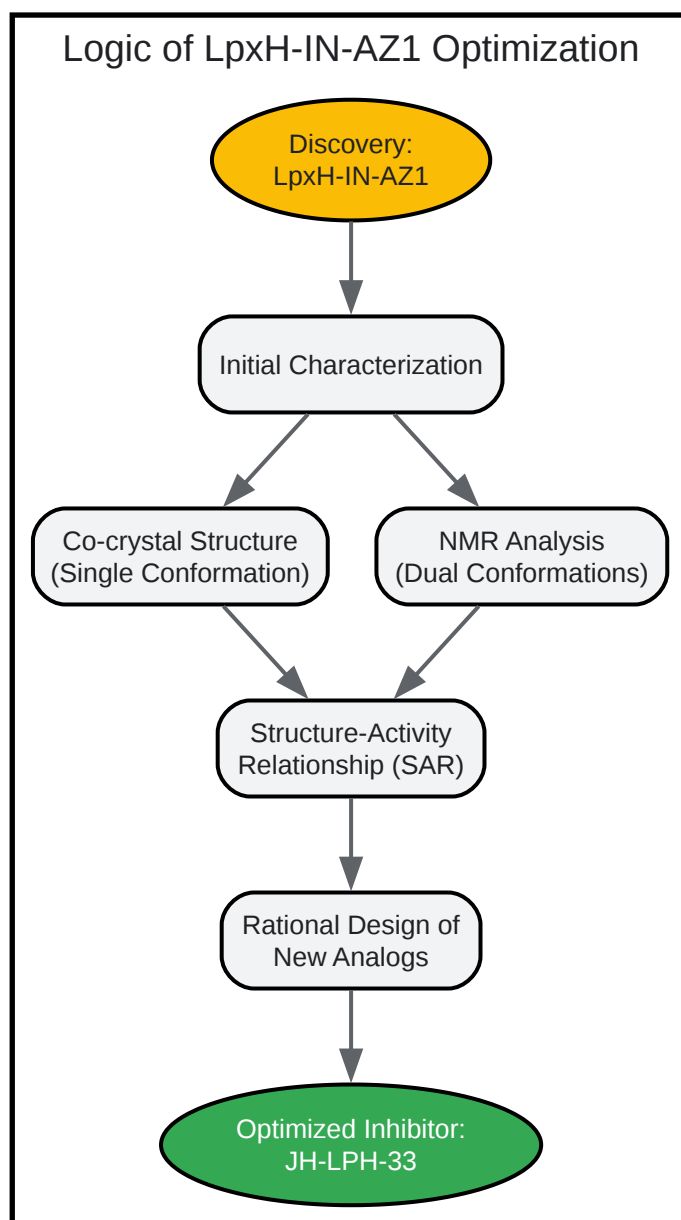 Logic of LpxH-IN-AZ1 Optimization
Discovery:
LpxH-IN-AZ1
Initial Characterization
Co-crystal Structure
(Single Conformation)
NMR Analysis
(Dual Conformations)
Structure-Activity
Relationship (SAR)
Rational Design of
New Analogs
Optimized Inhibitor:
JH-LPH-33